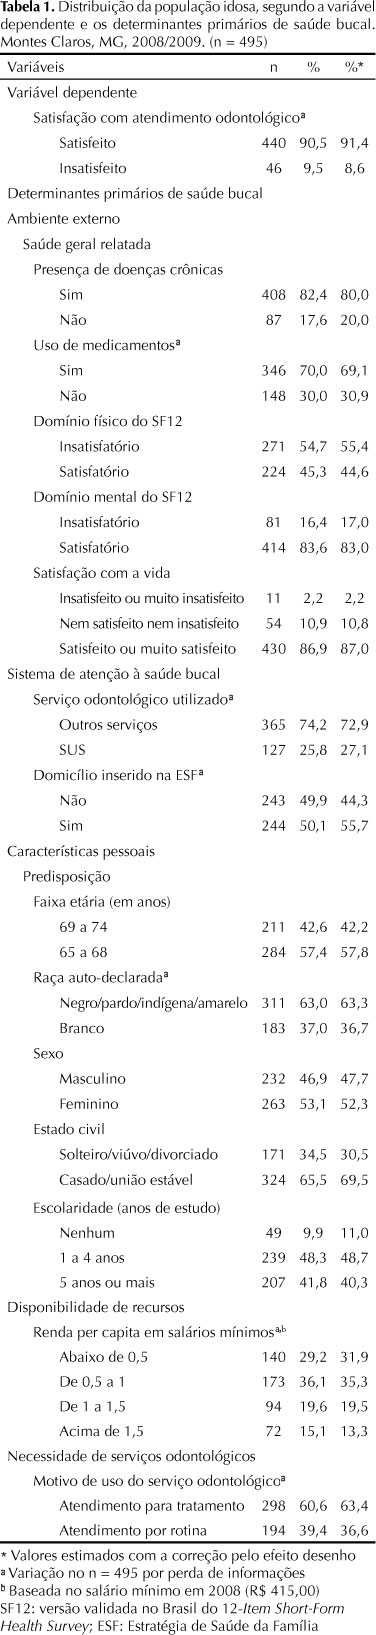 Tabela 1. Distribuição da população idosa, segundo a variável
dependente e os determinantes primários de saúde bucal.
Montes Claros, MG, 2008/2009. (n = 495)
Variáveis n % %*
Variável dependente
Satisfação com atendimento odontológicoª
Satisfeito 440 90,5 91,4
Insatisfeito 46 9,5 8,6
Determinantes primários de saúde bucal
Ambiente externo
Saúde geral relatada
Presença de doenças crônicas
Sim 408 82,4 80,0
Não 87 17,6 20,0
Uso de medicamentosª
Sim 346 70,0 69,1
Não 148 30,0 30,9
Domínio físico do SF12
Insatisfatório 271 54,7 55,4
Satisfatório 224 45,3 44,6
Domínio mental do SF12
Insatisfatório 81 16,4 17,0
Satisfatório 414 83,6 83,0
Satisfação com a vida
Insatisfeito ou muito insatisfeito 11 2,2 2,2
Nem satisfeito nem insatisfeito 54 10,9 10,8
Satisfeito ou muito satisfeito 430 86,9 87,0
Sistema de atenção à saúde bucal
Serviço odontológico utilizadoª
Outros serviços 365 74,2 72,9
SUS 127 25,8 27,1
Domicílio inserido na ESFª
Não 243 49,9 44,3
Sim 244 50,1 55,7
Características pessoais
Predisposição
Faixa etária (em anos)
69 a 74 211 42,6 42,2
65 a 68 284 57,4 57,8
Raça auto-declaradaª
Negro/pardo/indígena/amarelo 311 63,0 63,3
Branco 183 37,0 36,7
Sexo
Masculino 232 46,9 47,7
Feminino 263 53,1 52,3
Estado civil
Solteiro/viúvo/divorciado 171 34,5 30,5
Casado/união estável 324 65,5 69,5
Escolaridade (anos de estudo)
Nenhum 49 9,9 11,0
1 a 4 anos 239 48,3 48,7
5 anos ou mais 207 41,8 40,3
Disponibilidade de recursos
Renda per capita em salários mínimosª,ᵇ
Abaixo de 0,5 140 29,2 31,9
De 0,5 a 1 173 36,1 35,3
De 1 a 1,5 94 19,6 19,5
Acima de 1,5 72 15,1 13,3
Necessidade de serviços odontológicos
Motivo de uso do serviço odontológicoª
Atendimento para tratamento 298 60,6 63,4
Atendimento por rotina 194 39,4 36,6
* Valores estimados com a correção pelo efeito desenho
ª Variação no n = 495 por perda de informações
ᵇ Baseada no salário mínimo em 2008 (R$ 415,00)
SF12: versão validada no Brasil do 12-Item Short-Form
Health Survey; ESF: Estratégia de Saúde da Família